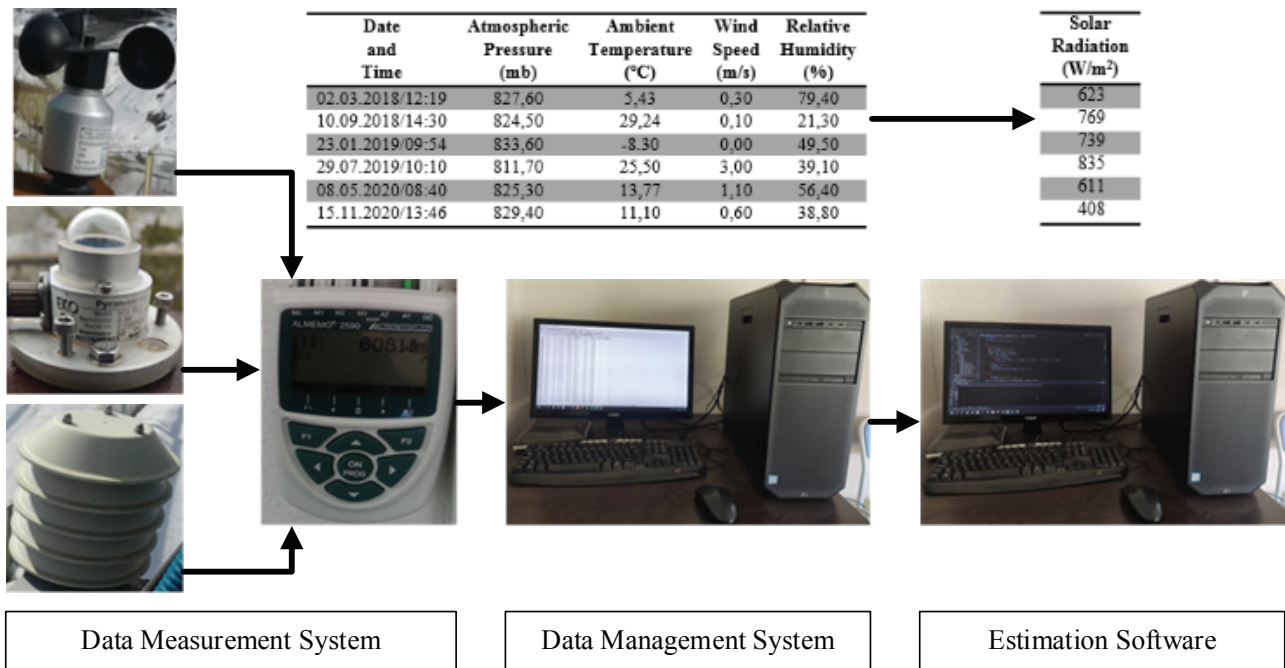 Date and Time Atmospheric Pressure (mb) Ambient Temperature (ºC) Wind Speed (m/s) Relative Humidity (%) Solar Radiation (W/m²)
02.03.2018/12:19 827,60 5,43 0,30 79,40 623
10.09.2018/14:30 824,50 29,24 0,10 21,30 769
23.01.2019/09:54 833,60 -8.30 0,00 49,50 739
29.07.2019/10:10 811,70 25,50 3,00 39,10 835
08.05.2020/08:40 825,30 13,77 1,10 56,40 611
15.11.2020/13:46 829,40 11,10 0,60 38,80 408
EKO
ALMEMO® 2590
F1 F2
ON
PROG
Data Measurement System
Data Management System
Estimation Software